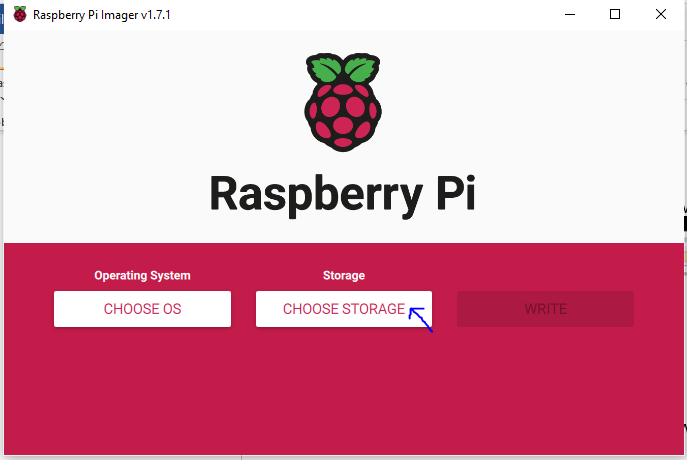 Raspberry Pi Imager v1.7.1
Raspberry Pi
Operating System
Storage
CHOOSE OS
CHOOSE STORAGE
WRITE